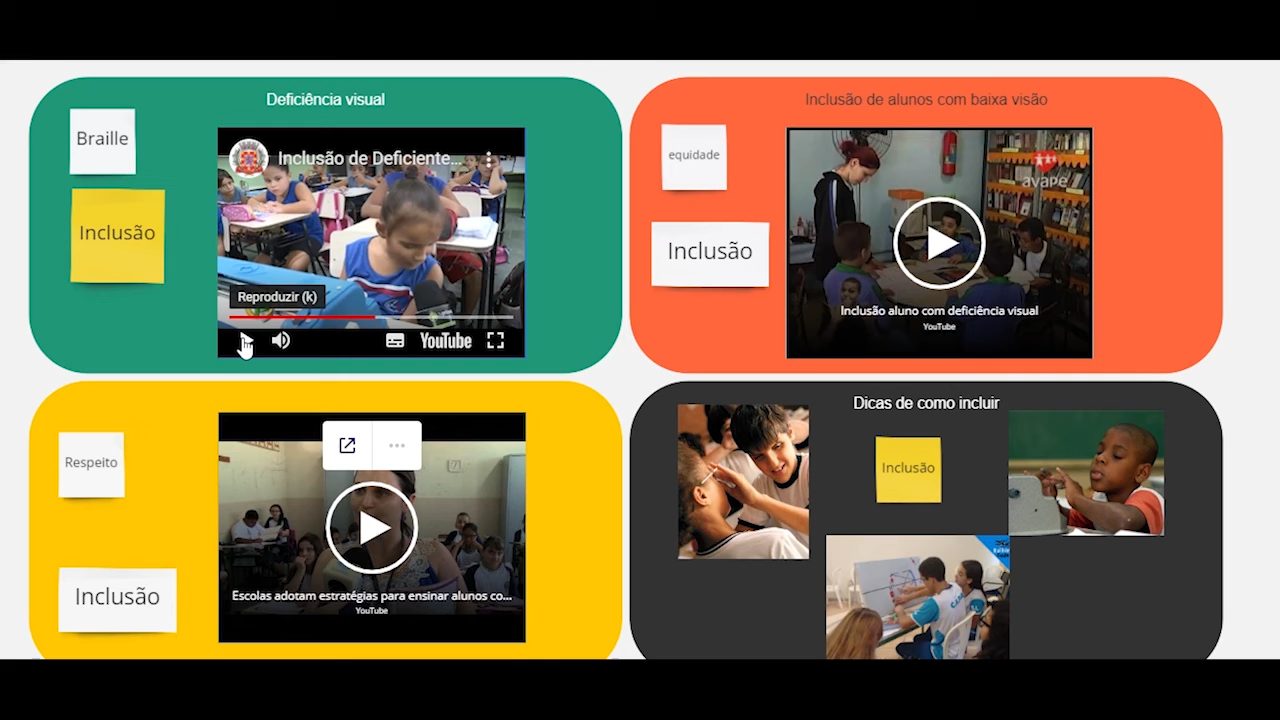 Deficiência visual
Braille
Inclusão
Inclusão de Deficiente...
Reproduzir (k)
YouTube
Inclusão de alunos com baixa visão
equidade
Inclusão
avape
Inclusão aluno com deficiência visual
YouTube
Respeito
Inclusão
Escolas adotam estratégias para ensinar alunos co...
YouTube
Dicas de como incluir
Inclusão